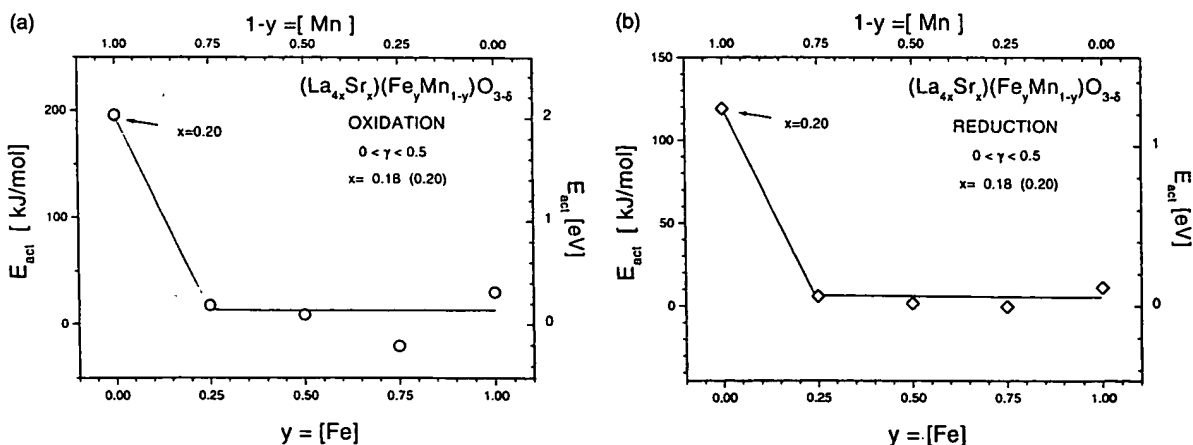 (a)
1-y =[ Mn]
1.00 0.75 0.50 0.25 0.00
(La4xSrx)(FeyMn1-y)O3-δ
OXIDATION
0 < γ < 0.5
x= 0.18 (0.20)
x=0.20
200
100
0
Eact [ kJ/mol]
2
1
0
Eact [eV]
0.00 0.25 0.50 0.75 1.00
y = [Fe]
(b)
1-y =[ Mn]
1.00 0.75 0.50 0.25 0.00
(La4xSrx)(FeyMn1-y)O3-δ
REDUCTION
0 < γ < 0.5
x= 0.18 (0.20)
x=0.20
150
100
50
0
Eact [ kJ/mol]
1
0
Eact [eV]
0.00 0.25 0.50 0.75 1.00
y = [Fe]